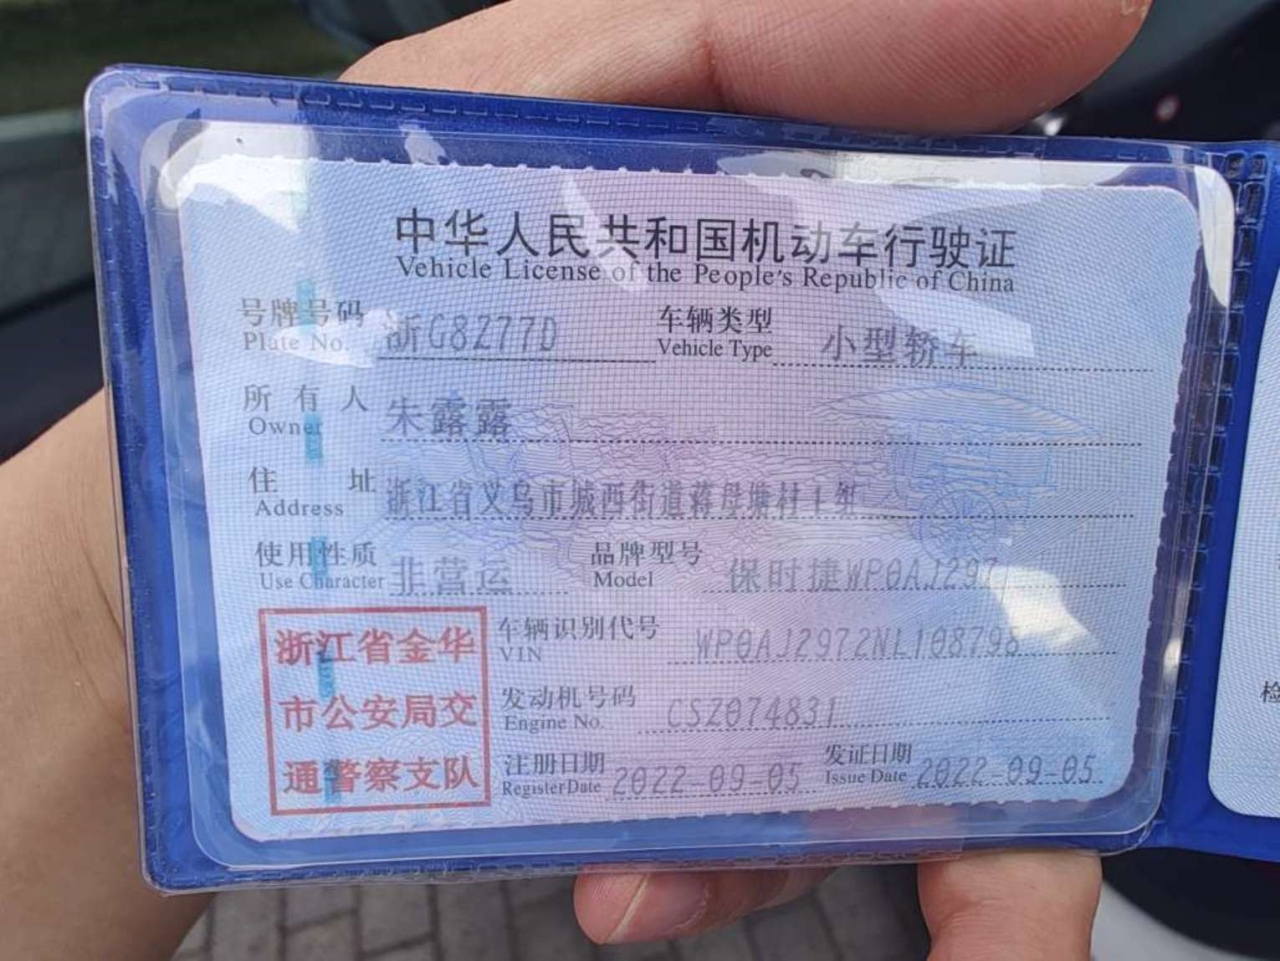 中华人民共和国机动车行驶证
Vehicle License of the People's Republic of China
号牌号码 浙G8Z77D 车辆类型 小型轿车
Plate No. Vehicle Type
所有人 朱露露
Owner
住址 浙江省义乌市城西街道蒋母塘村
Address
使用性质 非营运 品牌型号 保时捷WP0AJ297
Use Character Model
浙江省金华
市公安局交
通警察支队
车辆识别代号 WP0AJ2972NL108798
VIN
发动机号码 CSZ074831
Engine No.
注册日期 2022-09-05 发证日期 2022-09-05
Register Date Issue Date
检